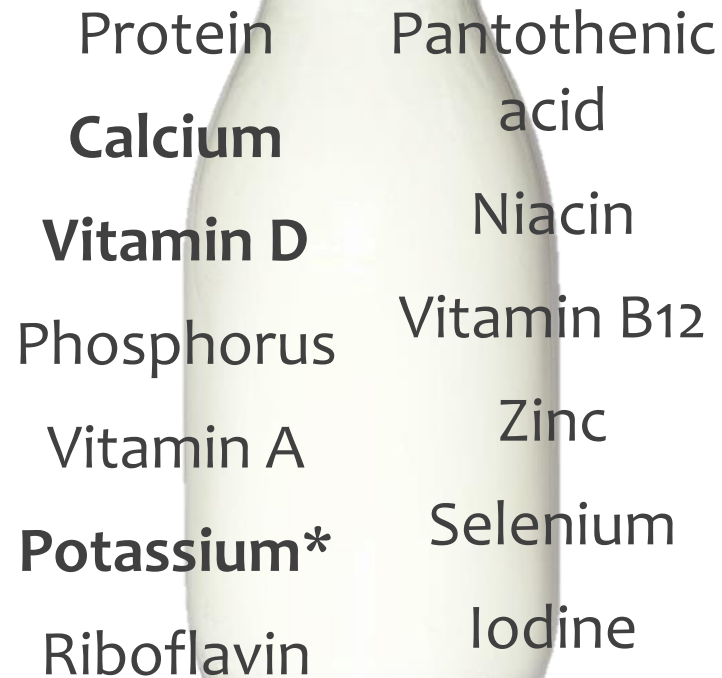 Protein
Calcium
Vitamin D
Phosphorus
Vitamin A
Potassium*
Riboflavin
Pantothenic
acid
Niacin
Vitamin B12
Zinc
Selenium
Iodine